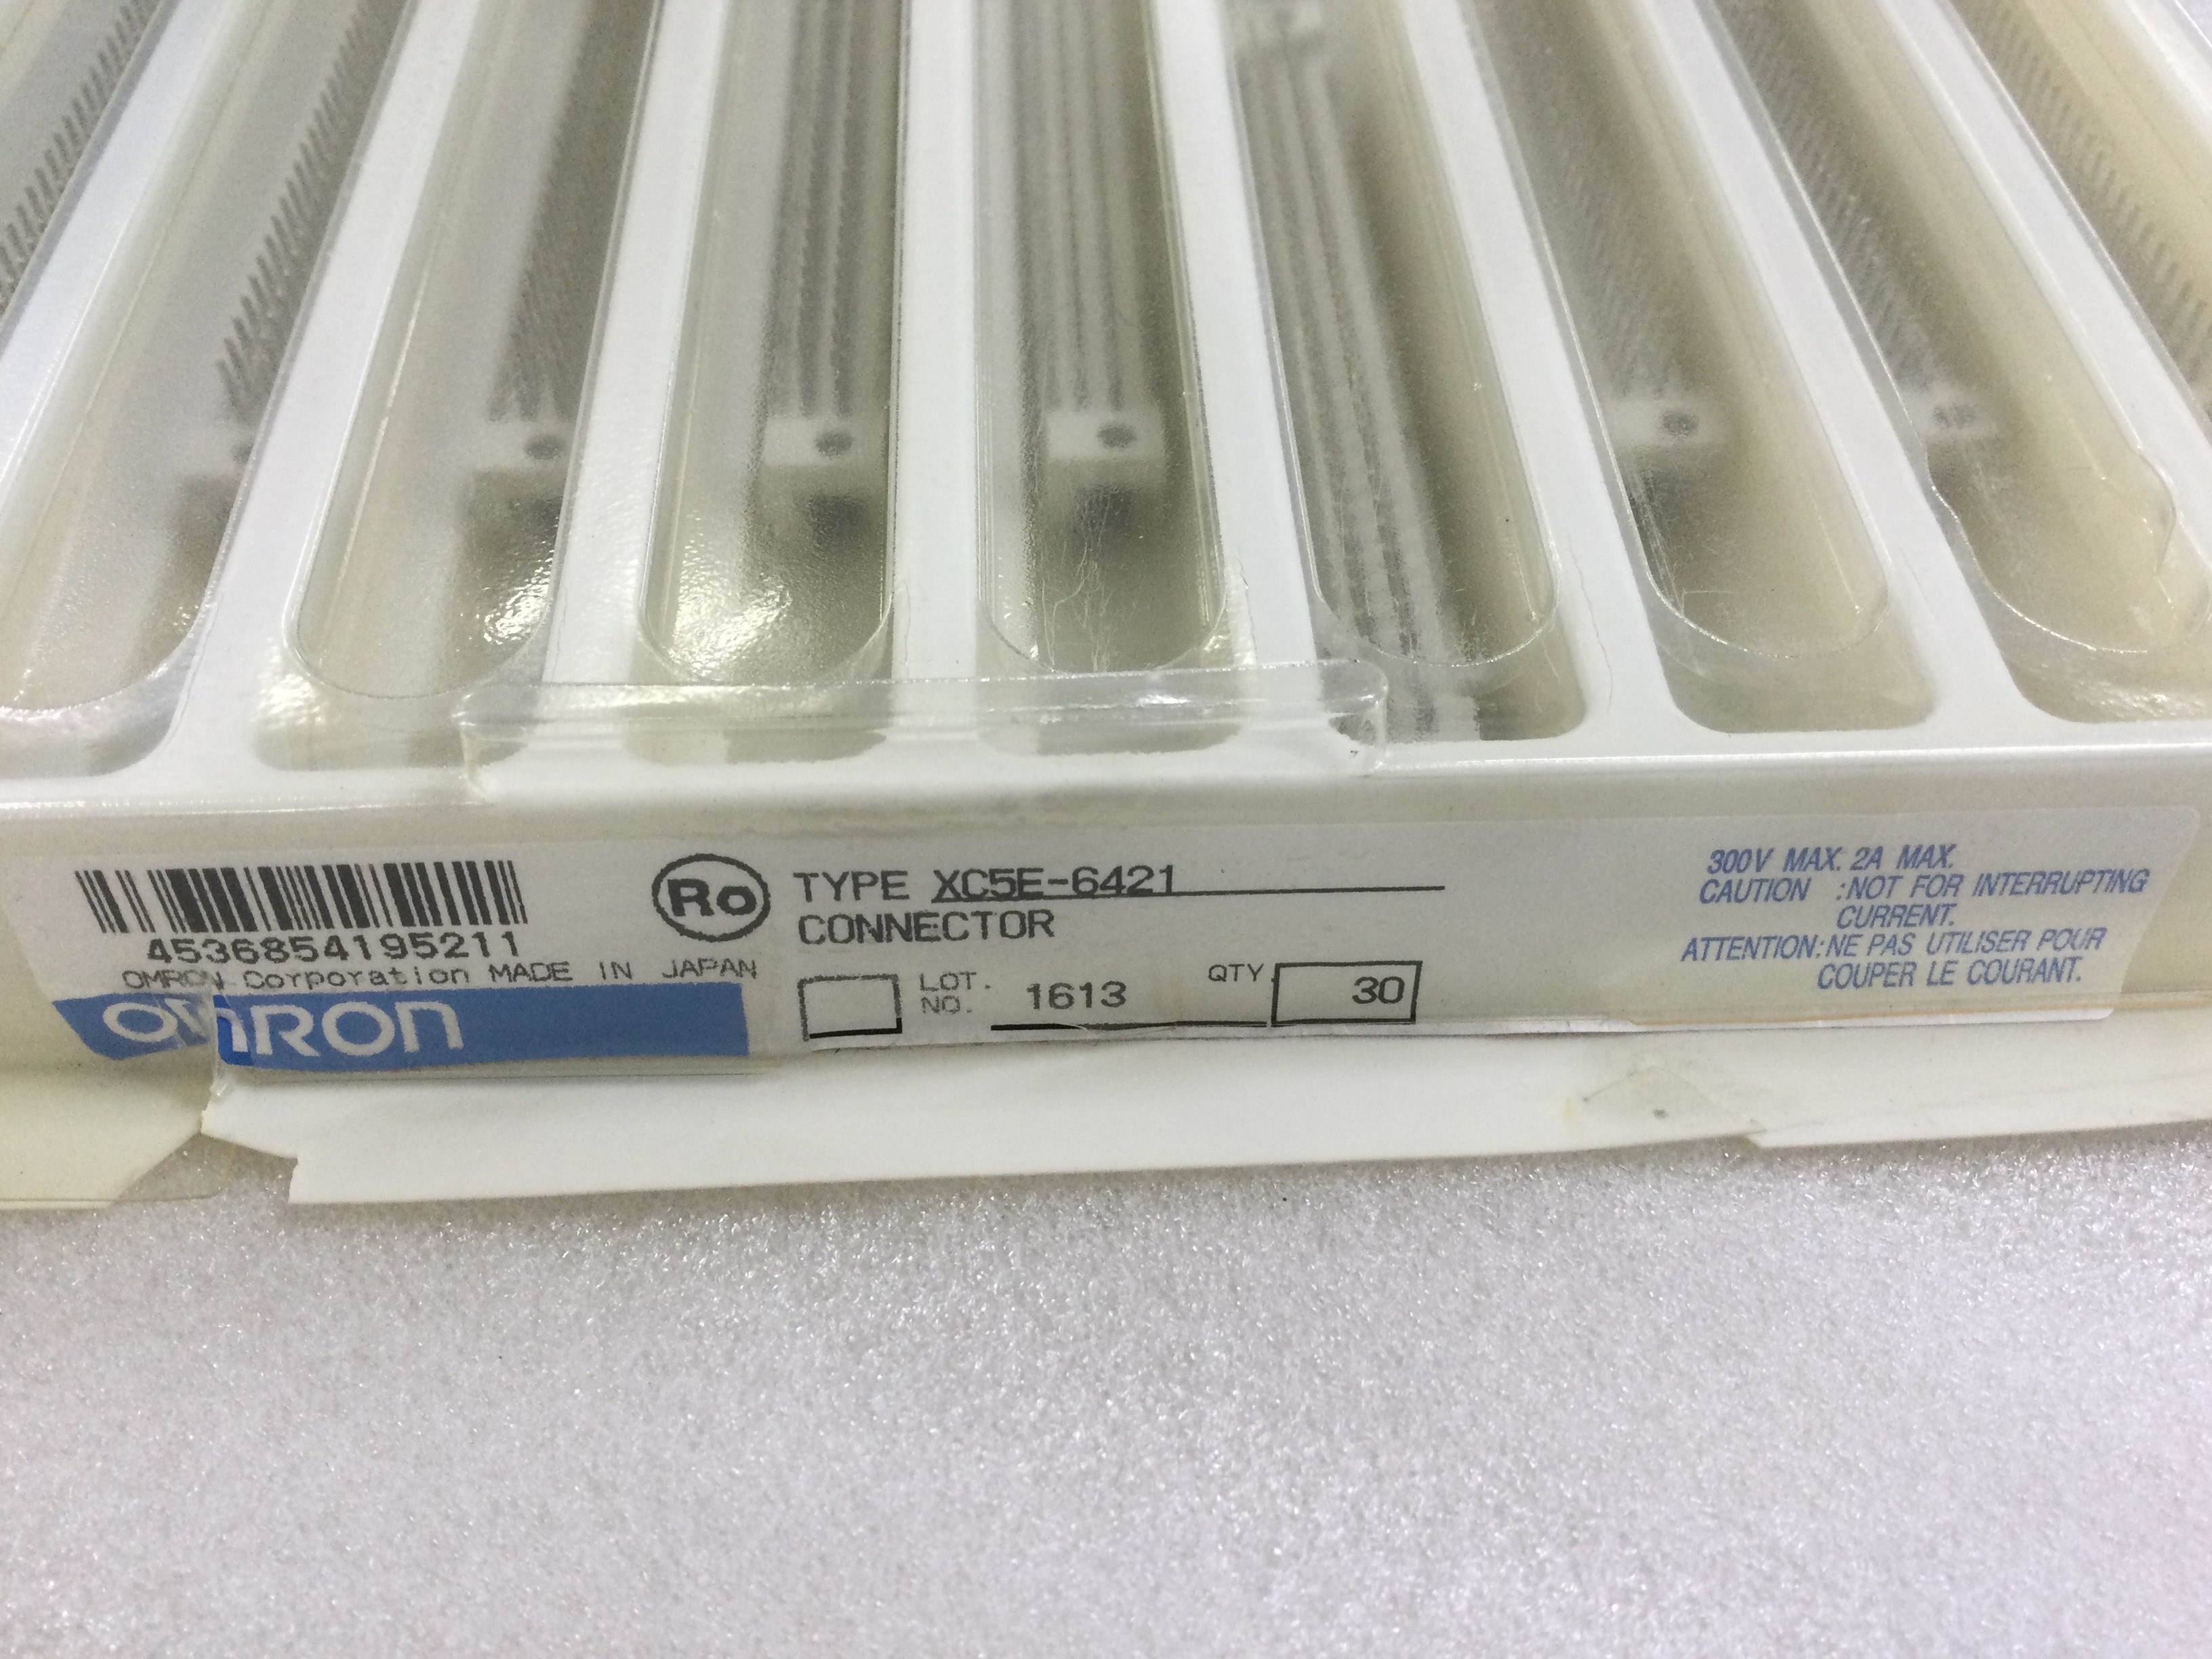 4536854195211
OMRON Corporation MADE IN JAPAN
OMRON
Ro
TYPE XC5E-6421
CONNECTOR
LOT. NO. 1613
QTY. 30
300V MAX. 2A MAX.
CAUTION :NOT FOR INTERRUPTING
CURRENT.
ATTENTION:NE PAS UTILISER POUR
COUPER LE COURANT.